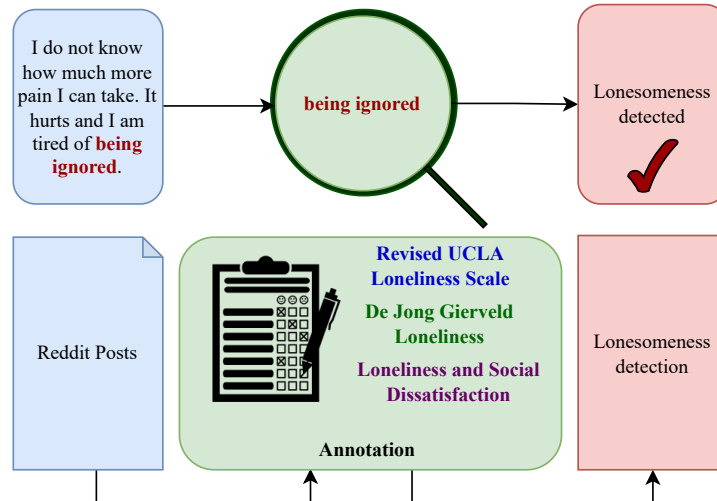 I do not know
how much more
pain I can take. It
hurts and I am
tired of being
ignored.
being ignored
Lonesomeness
detected
Reddit Posts
Revised UCLA
Loneliness Scale
De Jong Gierveld
Loneliness
Loneliness and Social
Dissatisfaction
Annotation
Lonesomeness
detection